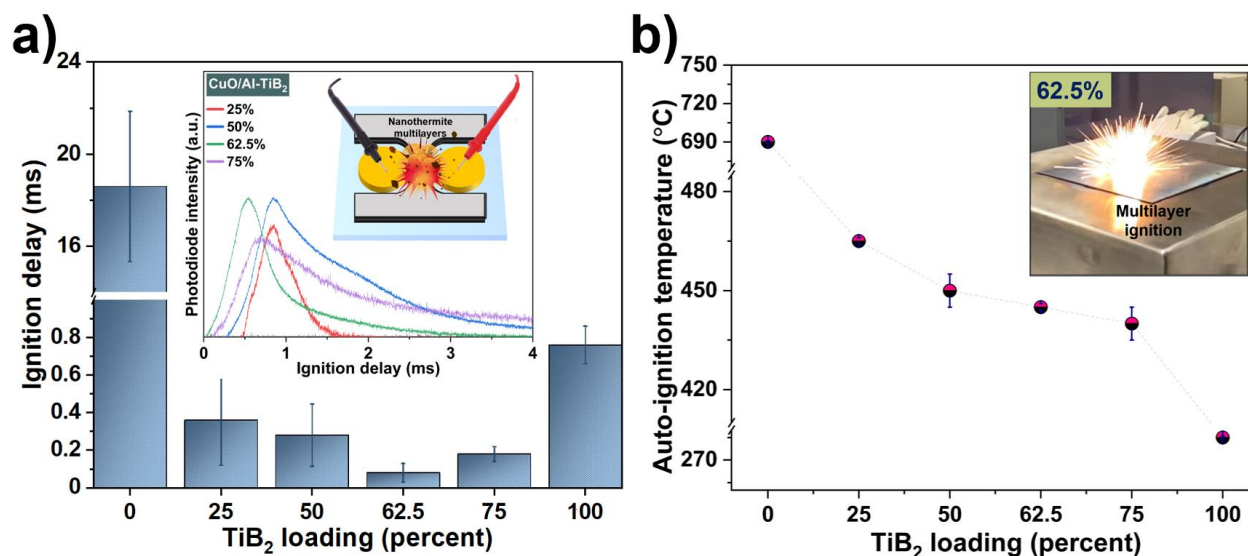 a)
24
20
16
0.8
0.6
0.4
0.2
0
Ignition delay (ms)
0 25 50 62.5 75 100
TiB₂ loading (percent)
CuO/Al-TiB₂
25%
50%
62.5%
75%
Nanothermite
multilayers
Photodiode intensity (a.u.)
0 1 2 3 4
Ignition delay (ms)
b)
750
720
690
480
450
420
270
Auto-ignition temperature (°C)
0 25 50 62.5 75 100
TiB₂ loading (percent)
62.5%
Multilayer
ignition